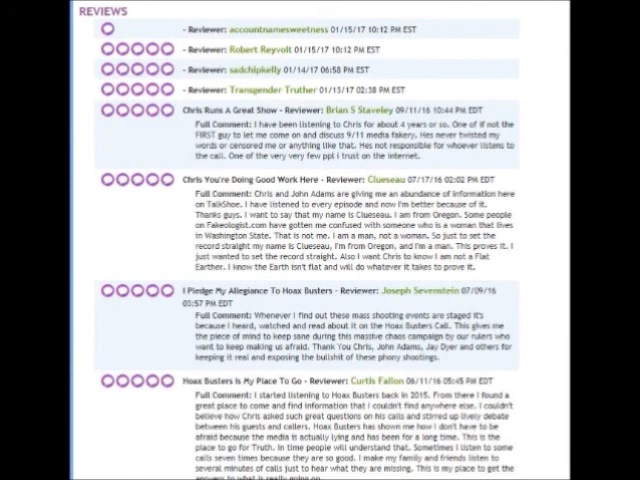 REVIEWS
- Reviewer: accountnamesweetness 01/15/17 10:12 PM EST
- Reviewer: Robert Reyvolt 01/15/17 10:12 PM EST
- Reviewer: sadchipkelly 01/14/17 06:58 PM EST
- Reviewer: Transgender Truther 01/13/17 02:38 PM EST
Chris Runs A Great Show - Reviewer: Brian S Staveley 09/11/16 10:44 PM EDT
Full Comment: I have been listening to Chris for about 4 years or so. One of if not the
FIRST guy to let me come on and discuss 9/11 media fakery. Hes never twisted my
words or censored me or anything like that. Hes not responsible for whoever listens to
the call. One of the very very few ppl i trust on the internet.
Chris You're Doing Good Work Here - Reviewer: Clueseau 07/17/16 02:02 PM EDT
Full Comment: Chris and John Adams are giving me an abundance of information here
on TalkShoe. I have listened to every episode and now I'm better because of it.
Thanks guys. I want to say that my name is Clueseau. I am from Oregon. Some people
on Fakeologist.com have gotten me confused with someone who is a woman that lives
in Washington State. That is not me. I am a man, not a woman. So just to set the
record straight my name is Clueseau, I'm from Oregon, and I'm a man. This proves it. I
just wanted to set the record straight. Also I want Chris to know I am not a Flat
Earther. I know the Earth isn't flat and will do whatever it takes to prove it.
I Pledge My Allegiance To Hoax Busters - Reviewer: Joseph Sevenstein 07/09/16
03:57 PM EDT
Full Comment: Whenever I find out these mass shooting events are staged it's
because I heard, watched and read about it on the Hoax Busters Call. This gives me
the piece of mind to keep sane during this massive chaos campaign by our rulers who
want to keep making us afraid. Thank You Chris, John Adams, Jay Dyer and others for
keeping it real and exposing the bullshit of these phony shootings.
Hoax Busters Is My Place To Go - Reviewer: Curtis Fallon 06/11/16 05:45 PM EDT
Full Comment: I started listening to Hoax Busters back in 2015. From there I found a
great place to come and find information that I couldn't find anywhere else. I couldn't
believe how Chris asked such great questions on his calls and stirred up lively debate
between his guests and callers. Hoax Busters has shown me how I don't have to be
afraid because the media is actually lying and has been for a long time. This is the
place to go for Truth. In time people will understand that. Sometimes I listen to some
calls seven times because they are so good. I make my family and friends listen to
several minutes of calls just to hear what they are missing. This is my place to get the
answers to what is really going on.